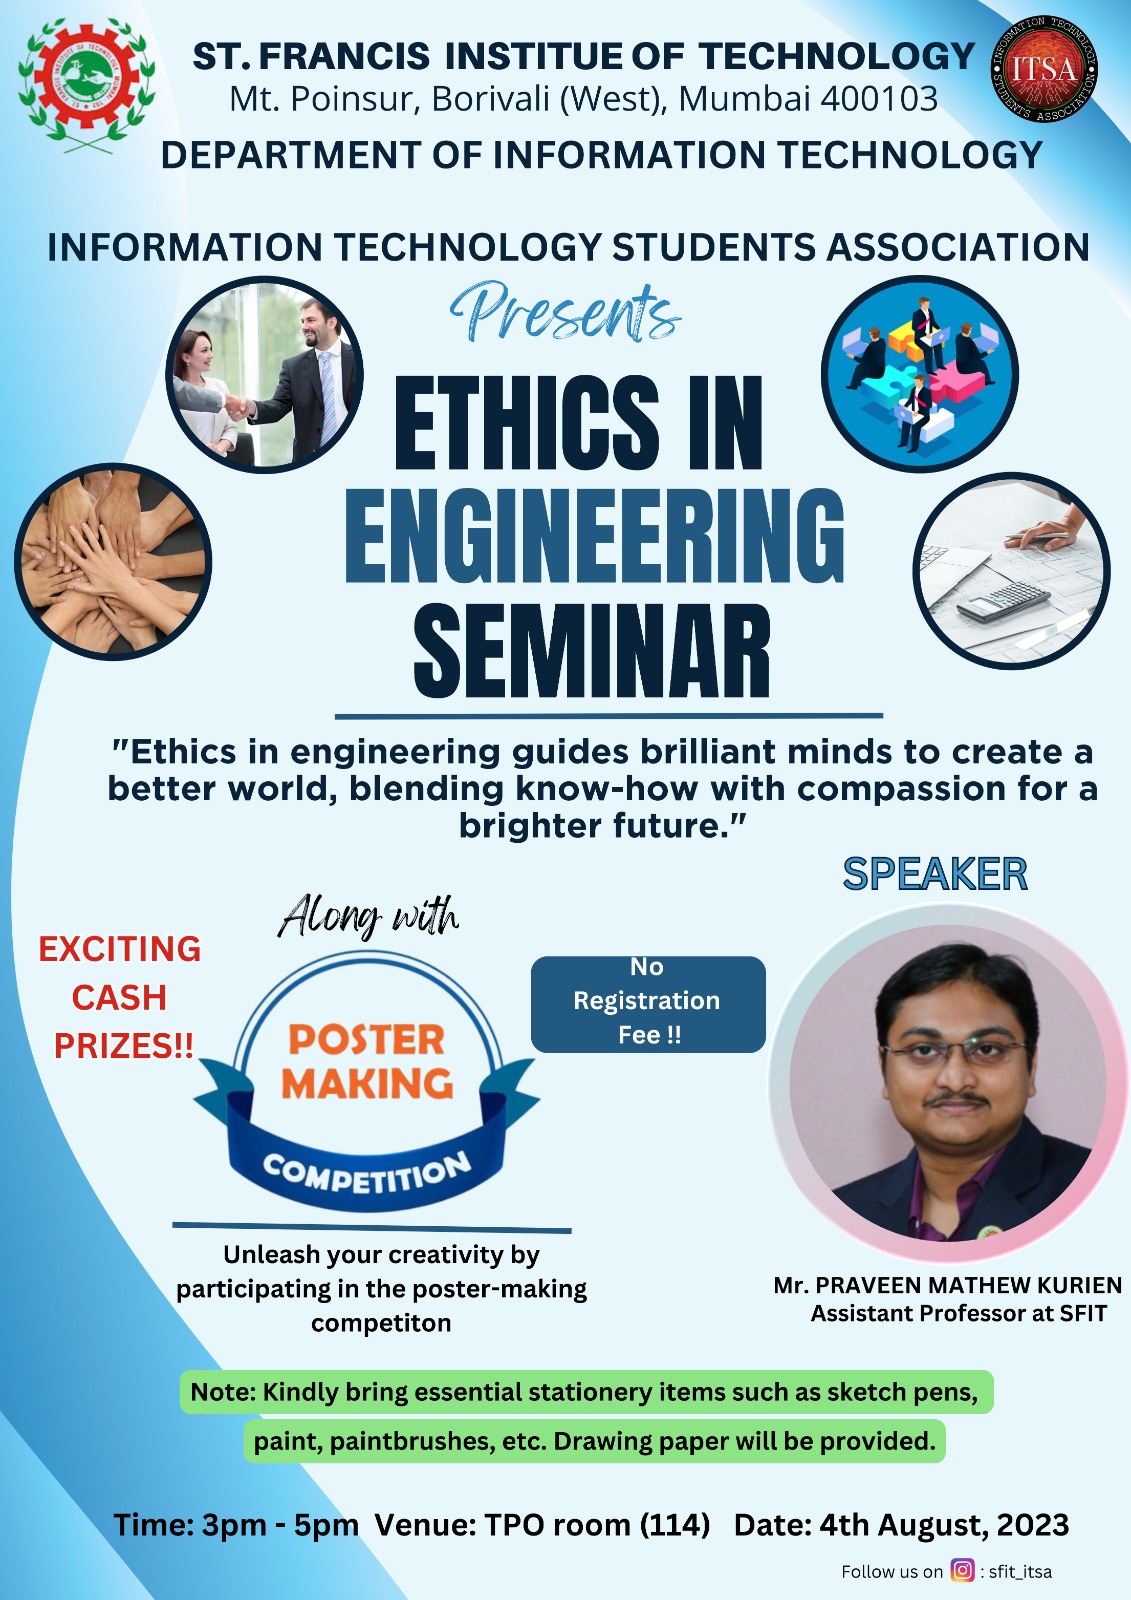 ST. FRANCIS INSTITUE OF TECHNOLOGY
Mt. Poinsur, Borivali (West), Mumbai 400103
DEPARTMENT OF INFORMATION TECHNOLOGY
ITSA
INFORMATION TECHNOLOGY
STUDENTS ASSOCIATION
INFORMATION TECHNOLOGY STUDENTS ASSOCIATION
Presents
ETHICS IN
ENGINEERING
SEMINAR
"Ethics in engineering guides brilliant minds to create a
better world, blending know-how with compassion for a
brighter future."
SPEAKER
Along with
EXCITING
CASH
PRIZES!!
POSTER
MAKING
COMPETITION
No
Registration
Fee !!
Unleash your creativity by
participating in the poster-making
competiton
Mr. PRAVEEN MATHEW KURIEN
Assistant Professor at SFIT
Note: Kindly bring essential stationery items such as sketch pens,
paint, paintbrushes, etc. Drawing paper will be provided.
Time: 3pm - 5pm Venue: TPO room (114) Date: 4th August, 2023
Follow us on : sfit_itsa